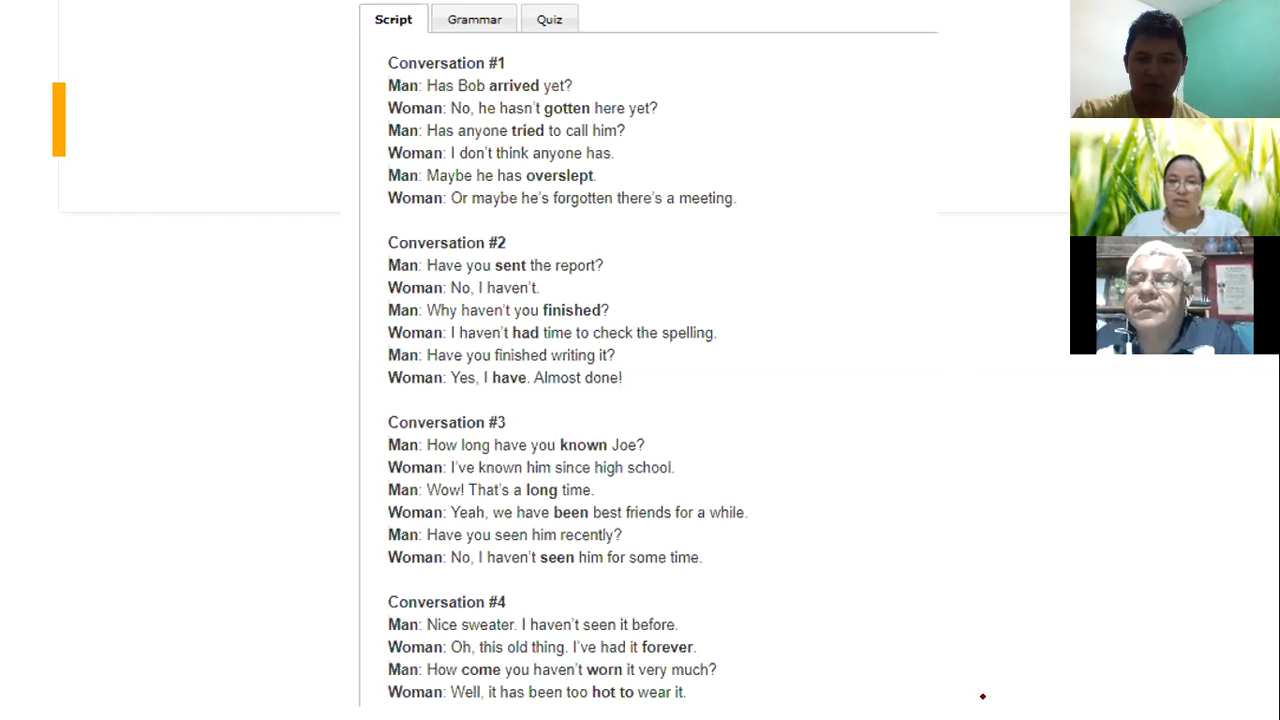 Script Grammar Quiz
Conversation #1
Man: Has Bob arrived yet?
Woman: No, he hasn't gotten here yet?
Man: Has anyone tried to call him?
Woman: I don't think anyone has.
Man: Maybe he has overslept.
Woman: Or maybe he's forgotten there's a meeting.
Conversation #2
Man: Have you sent the report?
Woman: No, I haven't.
Man: Why haven't you finished?
Woman: I haven't had time to check the spelling.
Man: Have you finished writing it?
Woman: Yes, I have. Almost done!
Conversation #3
Man: How long have you known Joe?
Woman: I've known him since high school.
Man: Wow! That's a long time.
Woman: Yeah, we have been best friends for a while.
Man: Have you seen him recently?
Woman: No, I haven't seen him for some time.
Conversation #4
Man: Nice sweater. I haven't seen it before.
Woman: Oh, this old thing. I've had it forever.
Man: How come you haven't worn it very much?
Woman: Well, it has been too hot to wear it.